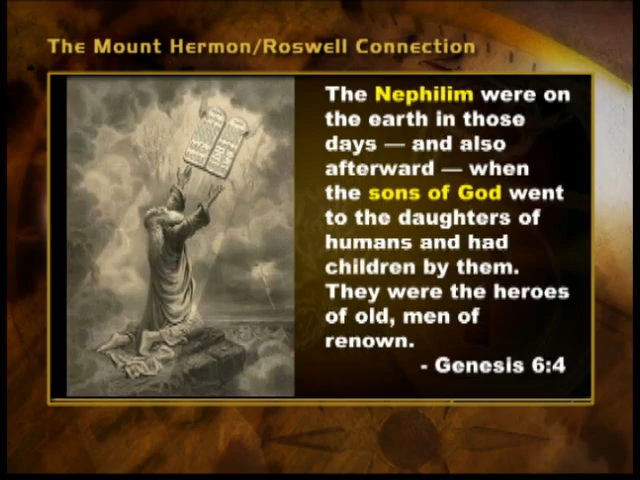 The Mount Hermon/Roswell Connection
The Nephilim were on
the earth in those
days — and also
afterward — when
the sons of God went
to the daughters of
humans and had
children by them.
They were the heroes
of old, men of
renown.
- Genesis 6:4